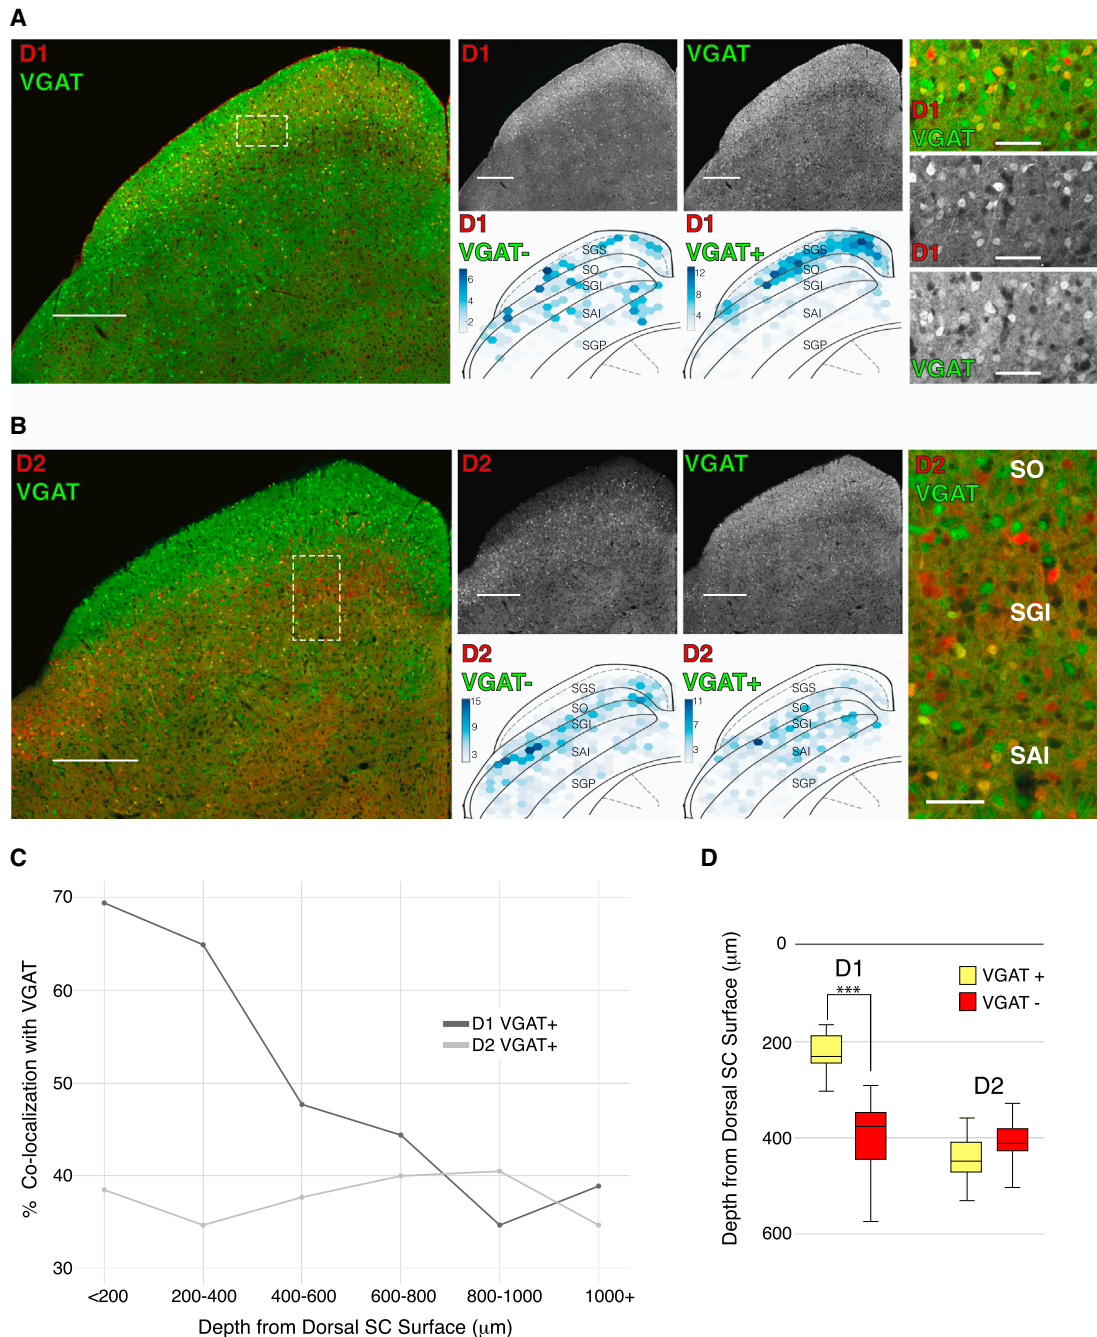 A
D1
VGAT
D1
VGAT
D1
VGAT
D1
VGAT
D1
VGAT-
6
4
2
SGS
SO
SGI
SAI
SGP
D1
VGAT+
12
8
4
SGS
SO
SGI
SAI
SGP
B
D2
VGAT
D2
VGAT
D2
VGAT
SO
SGI
SAI
D2
VGAT-
15
9
3
SGS
SO
SGI
SAI
SGP
D2
VGAT+
11
7
3
SGS
SO
SGI
SAI
SGP
C
% Co-localization with VGAT
70
60
50
40
30
D1 VGAT+
D2 VGAT+
<200 200-400 400-600 600-800 800-1000 1000+
Depth from Dorsal SC Surface (μm)
D
Depth from Dorsal SC Surface (μm)
0
200
400
600
D1
***
D2
VGAT +
VGAT -